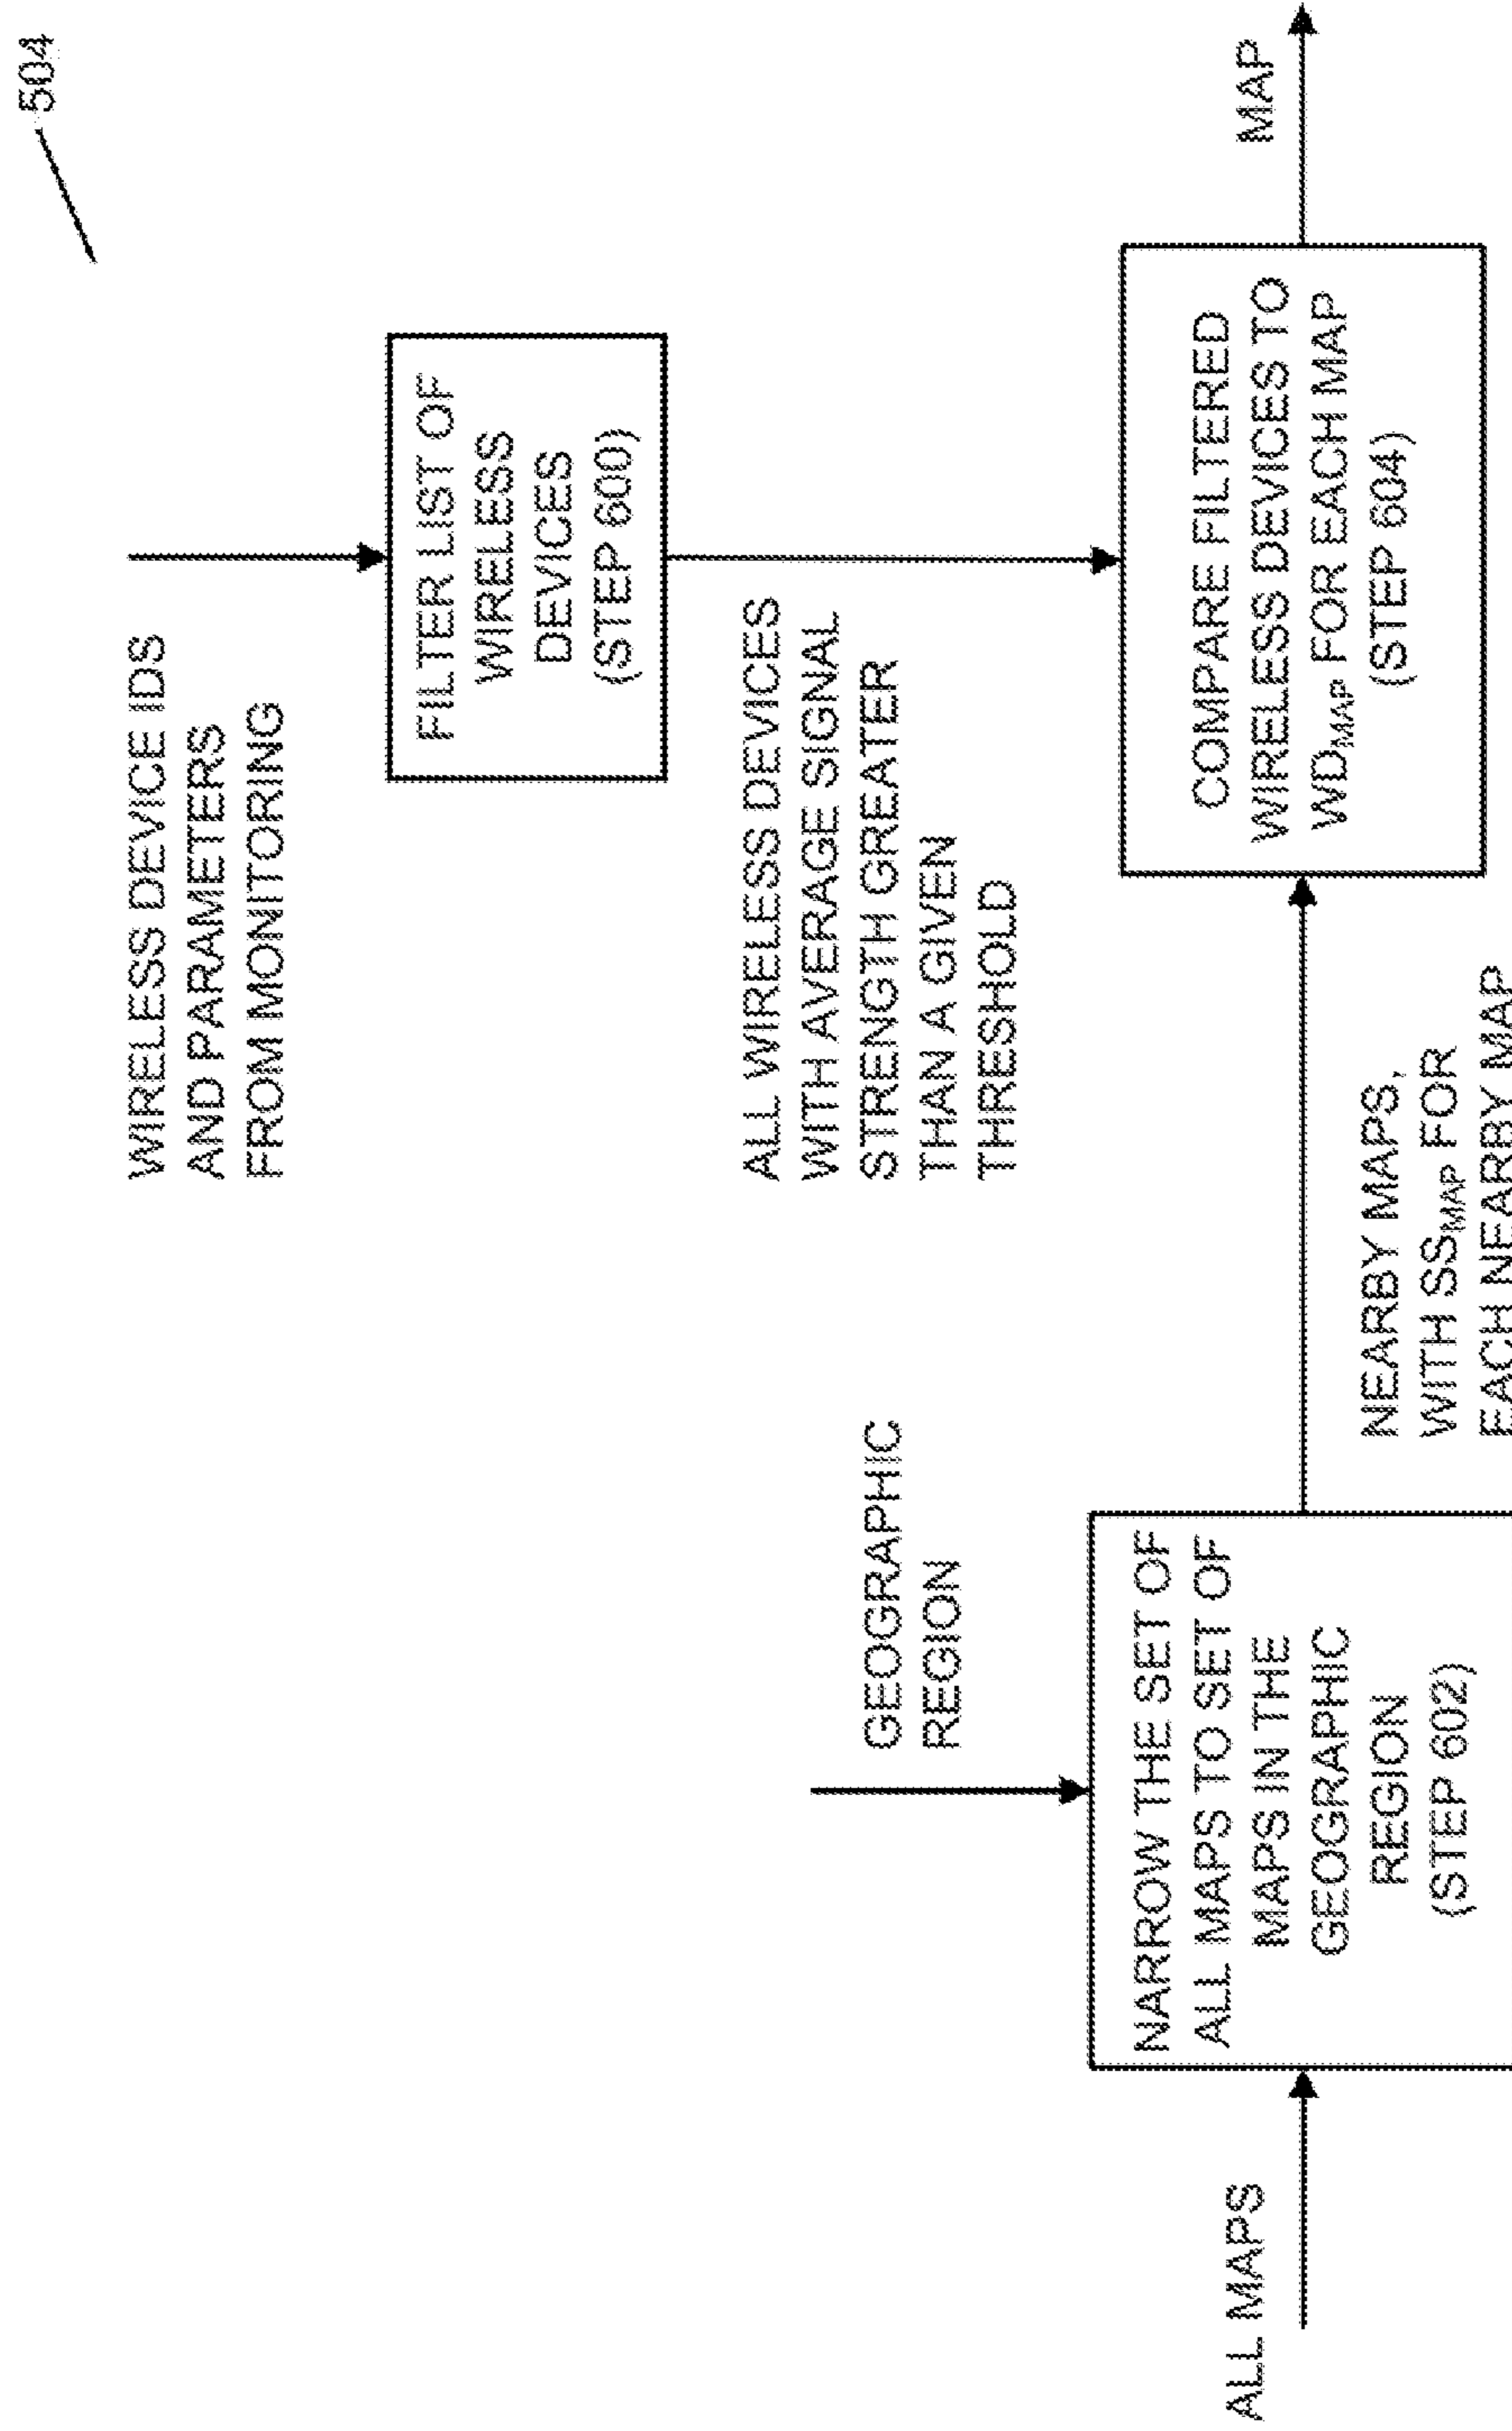 504
WIRELESS DEVICE IDS
AND PARAMETERS
FROM MONITORING
FILTER LIST OF
WIRELESS
DEVICES
(STEP 600)
ALL WIRELESS DEVICES
WITH AVERAGE SIGNAL
STRENGTH GREATER
THAN A GIVEN
THRESHOLD
GEOGRAPHIC
REGION
ALL MAPS
NARROW THE SET OF
ALL MAPS TO SET OF
MAPS IN THE
GEOGRAPHIC
REGION
(STEP 602)
NEARBY MAPS,
WITH SSMAP FOR
EACH NEARBY MAP
COMPARE FILTERED
WIRELESS DEVICES TO
WDMAP FOR EACH MAP
(STEP 604)
MAP